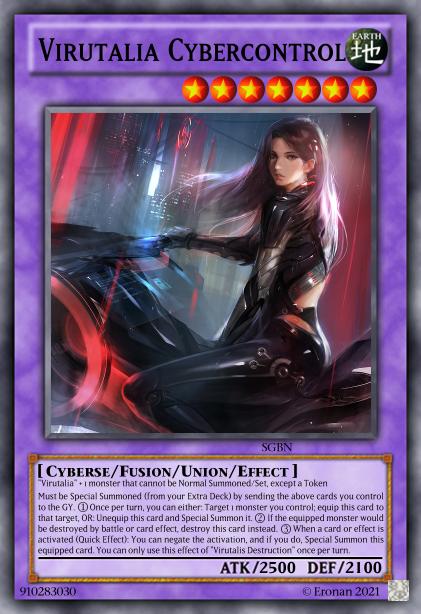 VIRUTALIA CYBERCONTROL
EARTH
地
SGBN
[ CYBERSE/FUSION/UNION/EFFECT ]
"Virutalia" + 1 monster that cannot be Normal Summoned/Set, except a Token
Must be Special Summoned (from your Extra Deck) by sending the above cards you control
to the GY. ① Once per turn, you can either: Target 1 monster you control; equip this card to
that target, OR: Unequip this card and Special Summon it. ② If the equipped monster would
be destroyed by battle or card effect, destroy this card instead. ③ When a card or effect is
activated (Quick Effect): You can negate the activation, and if you do, Special Summon this
equipped card. You can only use this effect of "Virutalis Destruction" once per turn.
ATK/2500 DEF/2100
910283030
© Eronan 2021